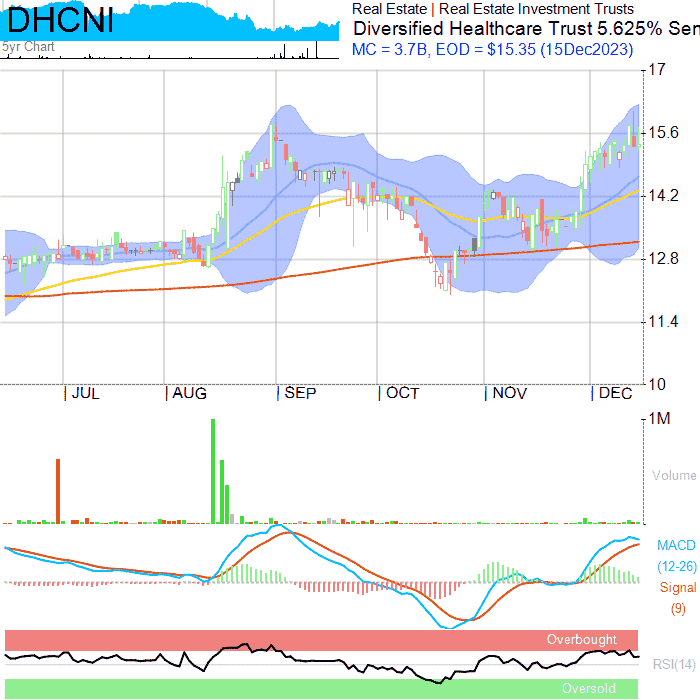 DHCNI
5yr Chart
Real Estate | Real Estate Investment Trusts
Diversified Healthcare Trust 5.625% Sen
MC = 3.7B, EOD = $15.35 (15Dec2023)
17
15.6
14.2
12.8
11.4
10
| JUL | AUG | SEP | OCT | NOV | DEC
1M
Volume
MACD
(12-26)
Signal
(9)
Overbought
RSI(14)
Oversold